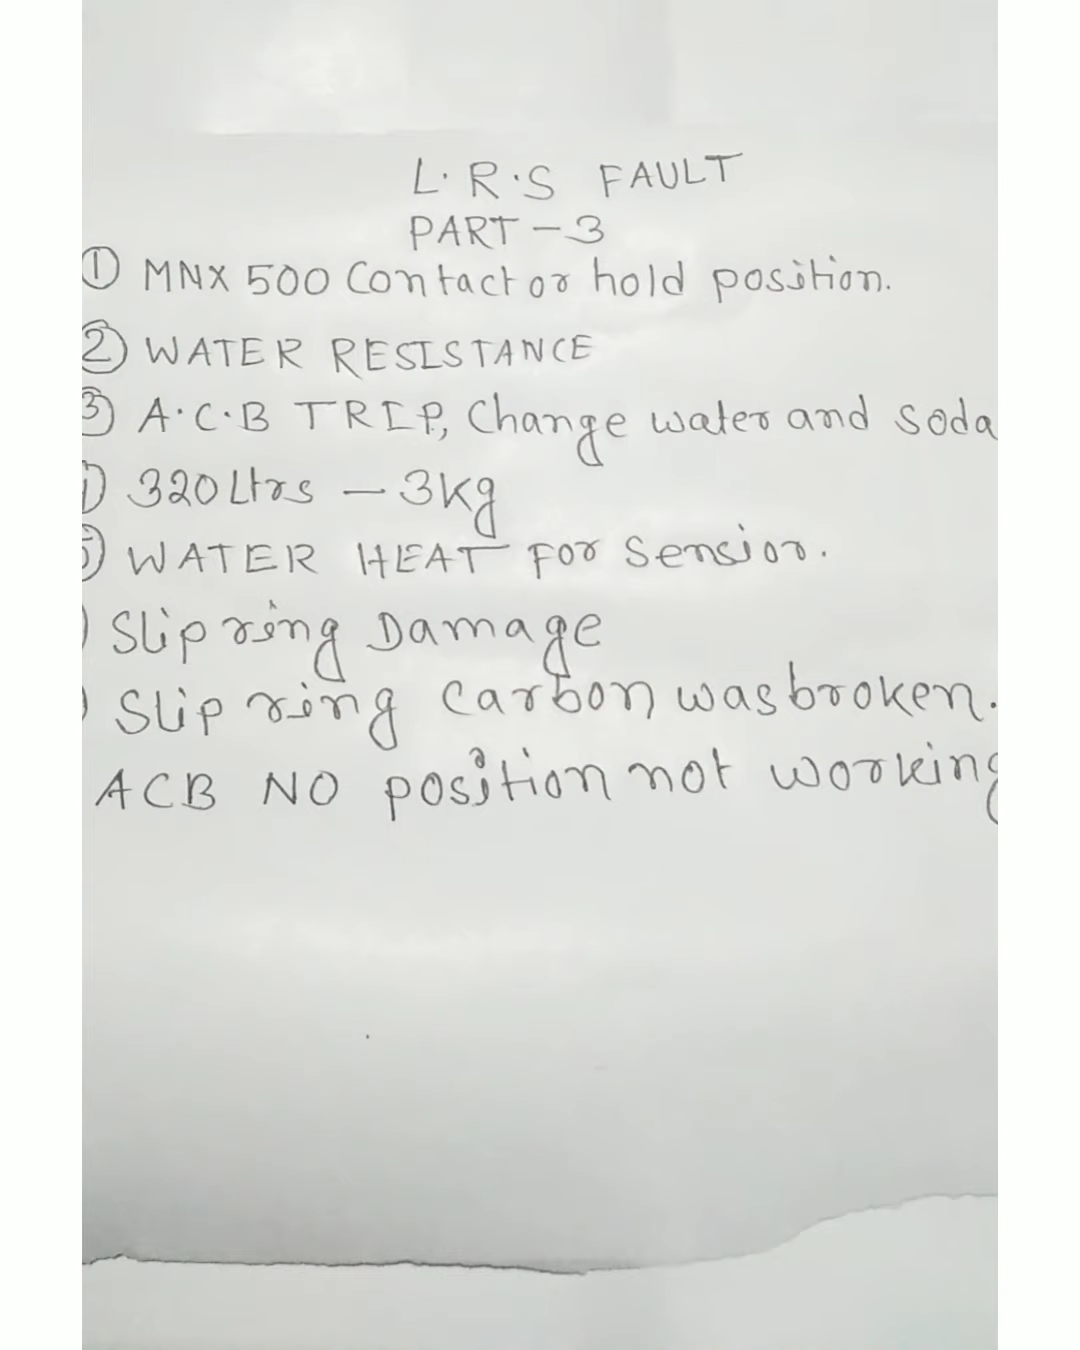 L.R.S FAULT
PART - 3
① MNX 500 Contactor hold position.
② WATER RESISTANCE
③ A.C.B TRIP, Change water and soda
320 Ltrs - 3kg
⑤ WATER HEAT FOr Sensior.
Slip ring Damage
Slip ring Carbon was broken.
ACB NO position not working